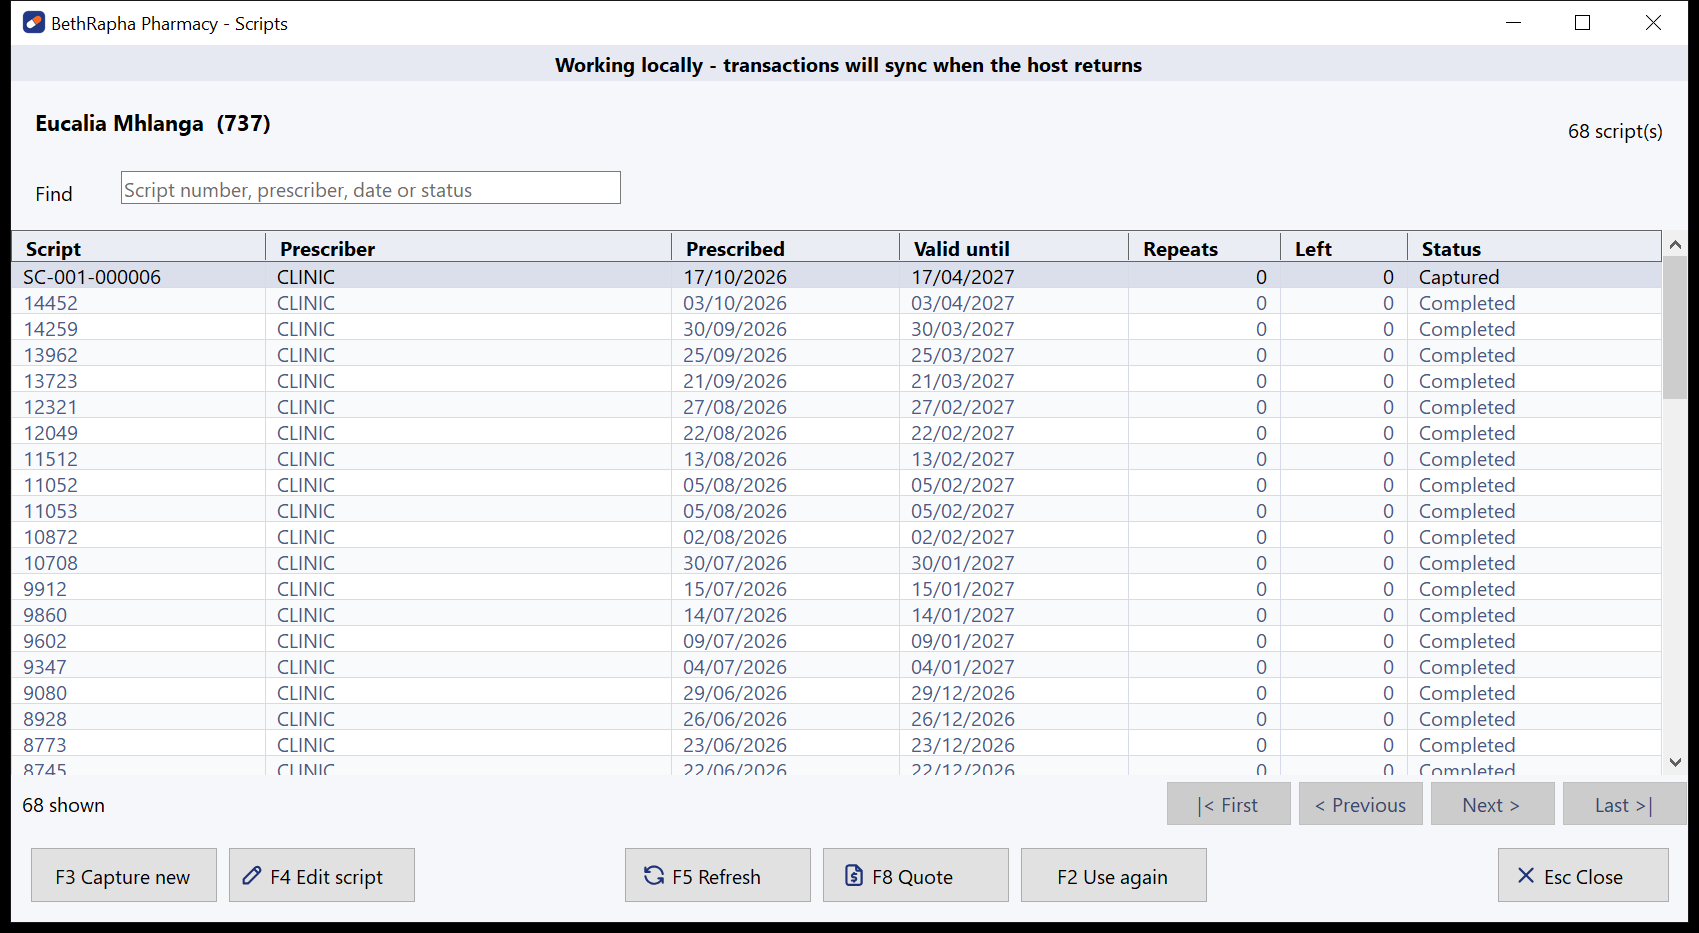 BethRapha Pharmacy - Scripts
Working locally - transactions will sync when the host returns
Eucalia Mhlanga (737)
68 script(s)
Find Script number, prescriber, date or status
Script Prescriber Prescribed Valid until Repeats Left Status
SC-001-000006 CLINIC 17/10/2026 17/04/2027 0 0 Captured
14452 CLINIC 03/10/2026 03/04/2027 0 0 Completed
14259 CLINIC 30/09/2026 30/03/2027 0 0 Completed
13962 CLINIC 25/09/2026 25/03/2027 0 0 Completed
13723 CLINIC 21/09/2026 21/03/2027 0 0 Completed
12321 CLINIC 27/08/2026 27/02/2027 0 0 Completed
12049 CLINIC 22/08/2026 22/02/2027 0 0 Completed
11512 CLINIC 13/08/2026 13/02/2027 0 0 Completed
11052 CLINIC 05/08/2026 05/02/2027 0 0 Completed
11053 CLINIC 05/08/2026 05/02/2027 0 0 Completed
10872 CLINIC 02/08/2026 02/02/2027 0 0 Completed
10708 CLINIC 30/07/2026 30/01/2027 0 0 Completed
9912 CLINIC 15/07/2026 15/01/2027 0 0 Completed
9860 CLINIC 14/07/2026 14/01/2027 0 0 Completed
9602 CLINIC 09/07/2026 09/01/2027 0 0 Completed
9347 CLINIC 04/07/2026 04/01/2027 0 0 Completed
9080 CLINIC 29/06/2026 29/12/2026 0 0 Completed
8928 CLINIC 26/06/2026 26/12/2026 0 0 Completed
8773 CLINIC 23/06/2026 23/12/2026 0 0 Completed
8745 CLINIC 22/06/2026 22/12/2026 0 0 Completed
68 shown |< First < Previous Next > Last >|
F3 Capture new F4 Edit script F5 Refresh F8 Quote F2 Use again Esc Close